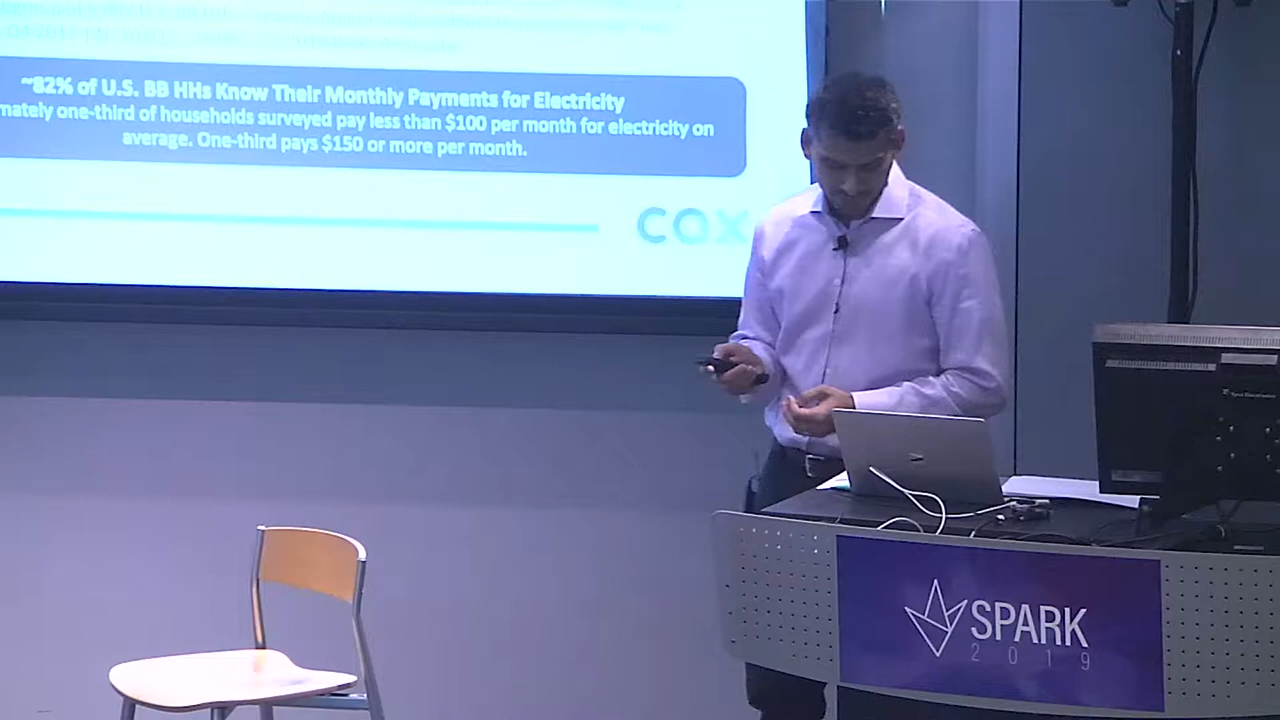 ~82% of U.S. BB HHs Know Their Monthly Payments for Electricity
one-third of households surveyed pay less than $100 per month for electricity on
average. One-third pays $150 or more per month.
cox
SPARK
2019